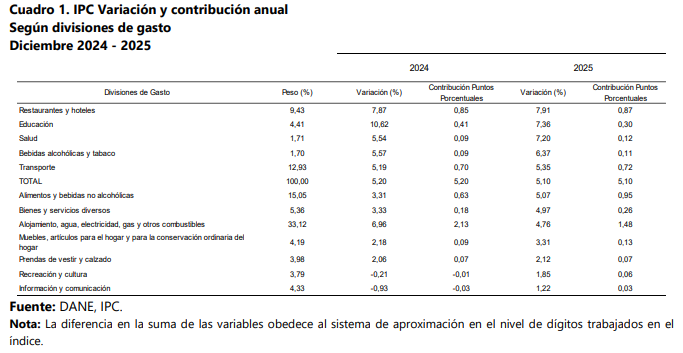 Cuadro 1. IPC Variación y contribución anual
Según divisiones de gasto
Diciembre 2024 - 2025
2024 2025
Divisiones de Gasto Peso (%) Variación (%) Contribución Puntos Porcentuales Variación (%) Contribución Puntos Porcentuales
Restaurantes y hoteles 9,43 7,87 0,85 7,91 0,87
Educación 4,41 10,62 0,41 7,36 0,30
Salud 1,71 5,54 0,09 7,20 0,12
Bebidas alcohólicas y tabaco 1,70 5,57 0,09 6,37 0,11
Transporte 12,93 5,19 0,70 5,35 0,72
TOTAL 100,00 5,20 5,20 5,10 5,10
Alimentos y bebidas no alcohólicas 15,05 3,31 0,63 5,07 0,95
Bienes y servicios diversos 5,36 3,33 0,18 4,97 0,26
Alojamiento, agua, electricidad, gas y otros combustibles 33,12 6,96 2,13 4,76 1,48
Muebles, artículos para el hogar y para la conservación ordinaria del
hogar 4,19 2,18 0,09 3,31 0,13
Prendas de vestir y calzado 3,98 2,06 0,07 2,12 0,07
Recreación y cultura 3,79 -0,21 -0,01 1,85 0,06
Información y comunicación 4,33 -0,93 -0,03 1,22 0,03
Fuente: DANE, IPC.
Nota: La diferencia en la suma de las variables obedece al sistema de aproximación en el nivel de dígitos trabajados en el
índice.